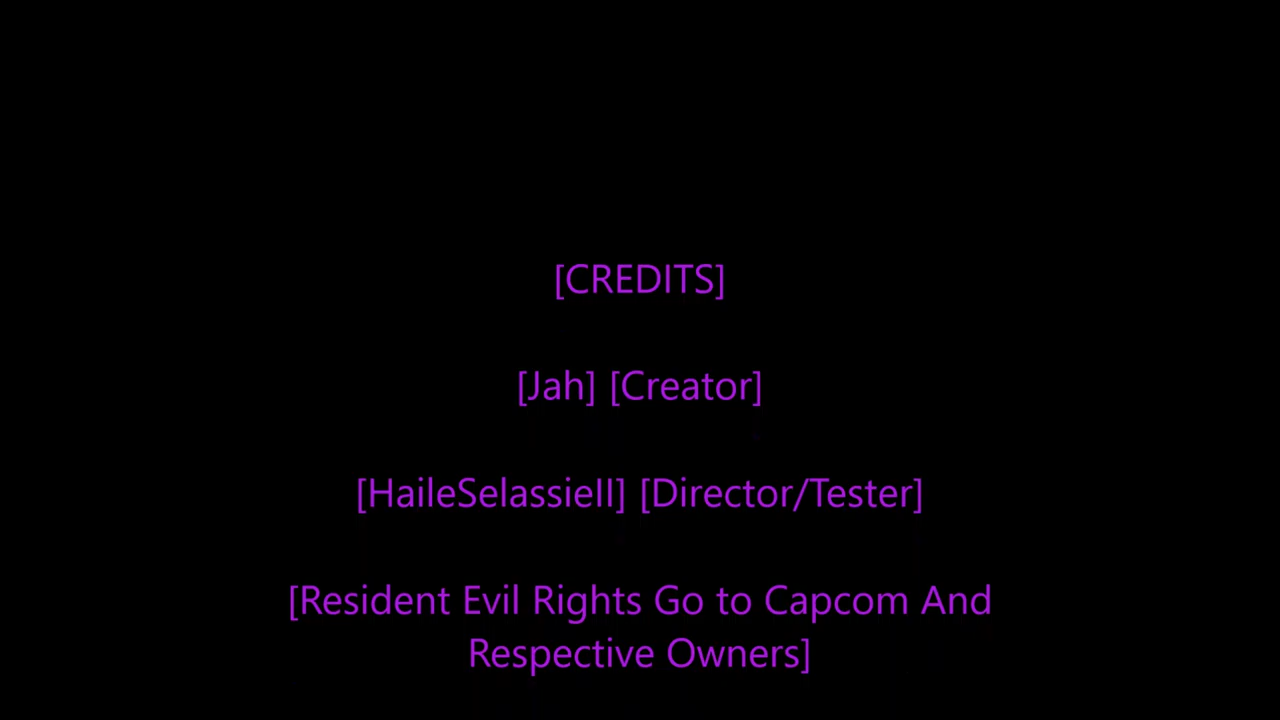 [CREDITS]
[Jah] [Creator]
[HaileSelassieII] [Director/Tester]
[Resident Evil Rights Go to Capcom And
Respective Owners]